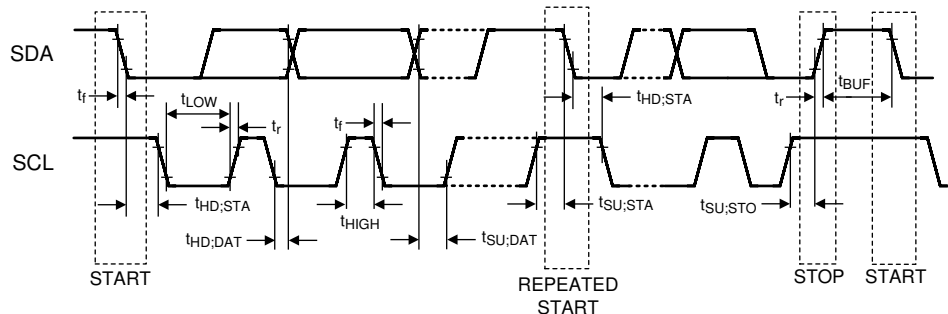 SDA
t_f
t_LOW
t_r
t_f
t_HD;STA
t_r
t_BUF
SCL
t_HD;STA
t_HD;DAT
t_HIGH
t_SU;DAT
t_SU;STA
t_SU;STO
START
REPEATED
START
STOP
START